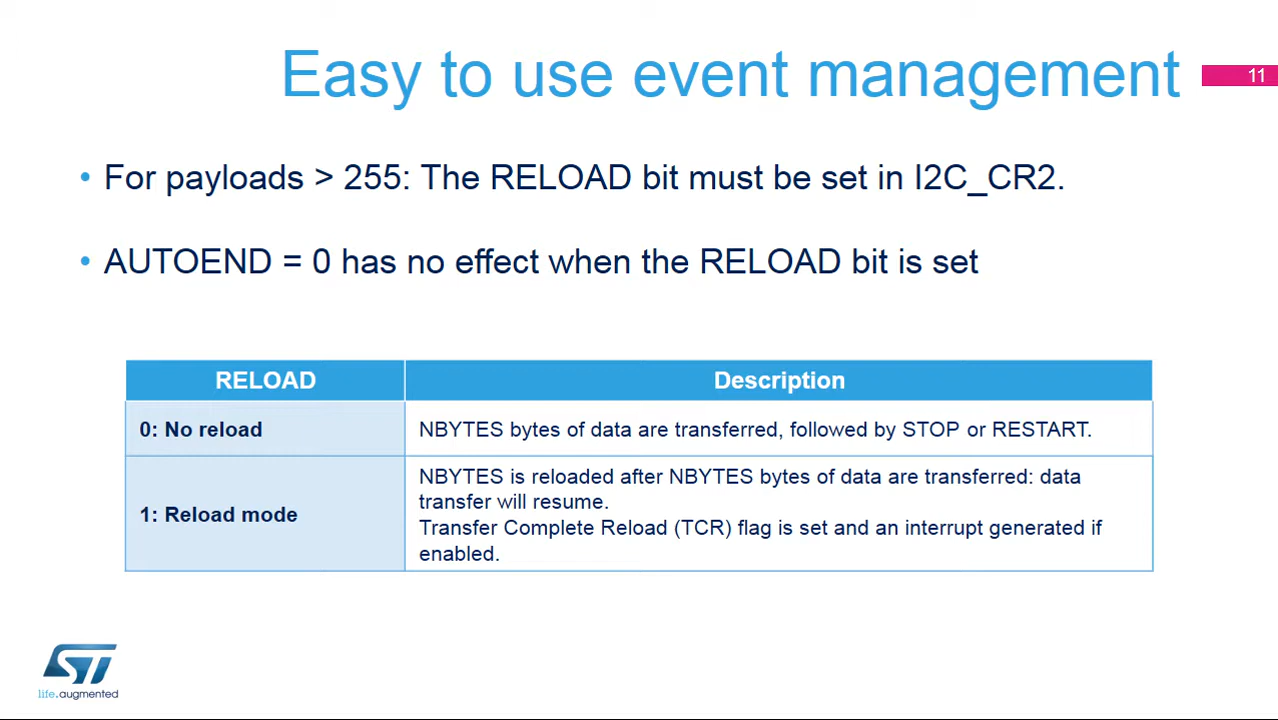 Easy to use event management
11
• For payloads > 255: The RELOAD bit must be set in I2C_CR2.
• AUTOEND = 0 has no effect when the RELOAD bit is set
RELOAD
Description
0: No reload
NBYTES bytes of data are transferred, followed by STOP or RESTART.
1: Reload mode
NBYTES is reloaded after NBYTES bytes of data are transferred: data
transfer will resume.
Transfer Complete Reload (TCR) flag is set and an interrupt generated if
enabled.
ST
life.augmented